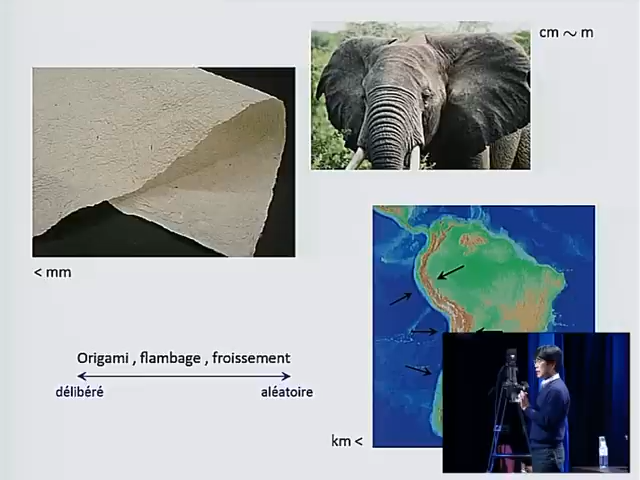 cm ~ m
< mm
Origami , flambage , froissement
délibéré
aléatoire
km <